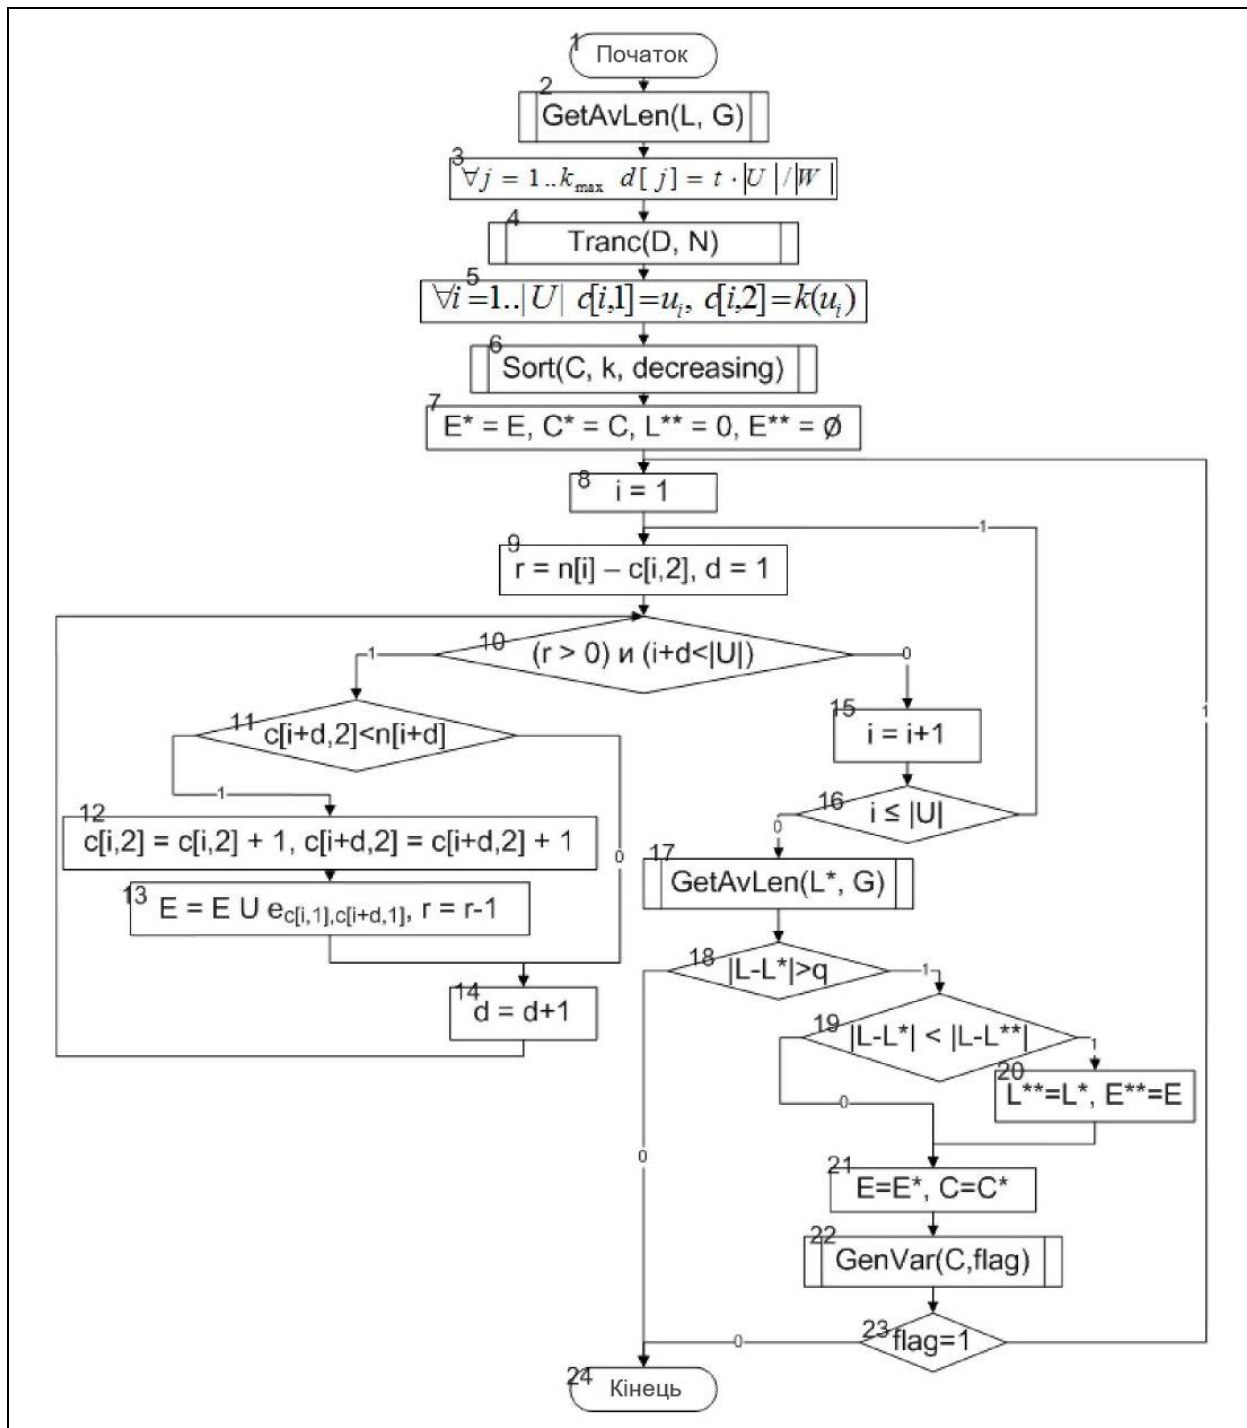 1
Початок
2
GetAvLen(L, G)
3
∀j = 1..k_max d[ j] = t · |U| / |W|
4
Tranc(D, N)
5
∀i=1..|U| c[i,1]=u_i, c[i,2]=k(u_i)
6
Sort(C, k, decreasing)
7
E* = E, C* = C, L** = 0, E** = ∅
8
i = 1
1
9
r = n[i] – c[i,2], d = 1
10
(r > 0) и (i+d<|U|)
1
0
11
c[i+d,2]<n[i+d]
15
i = i+1
1
1
16
i ≤ |U|
12
c[i,2] = c[i,2] + 1, c[i+d,2] = c[i+d,2] + 1
0
0
17
GetAvLen(L*, G)
13
E = E U e_c[i,1],c[i+d,1], r = r-1
18
|L-L*|>q
1
14
d = d+1
19
|L-L*| < |L-L**|
1
20
L**=L*, E**=E
0
0
21
E=E*, C=C*
22
GenVar(C,flag)
23
flag=1
0
24
Кінець